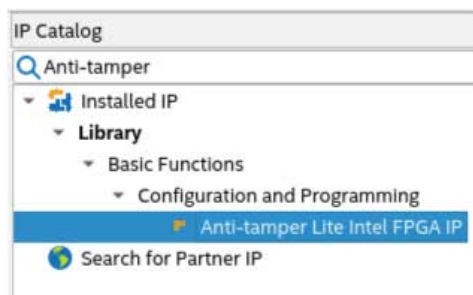 IP Catalog
Anti-tamper
Installed IP
Library
Basic Functions
Configuration and Programming
Anti-tamper Lite Intel FPGA IP
Search for Partner IP